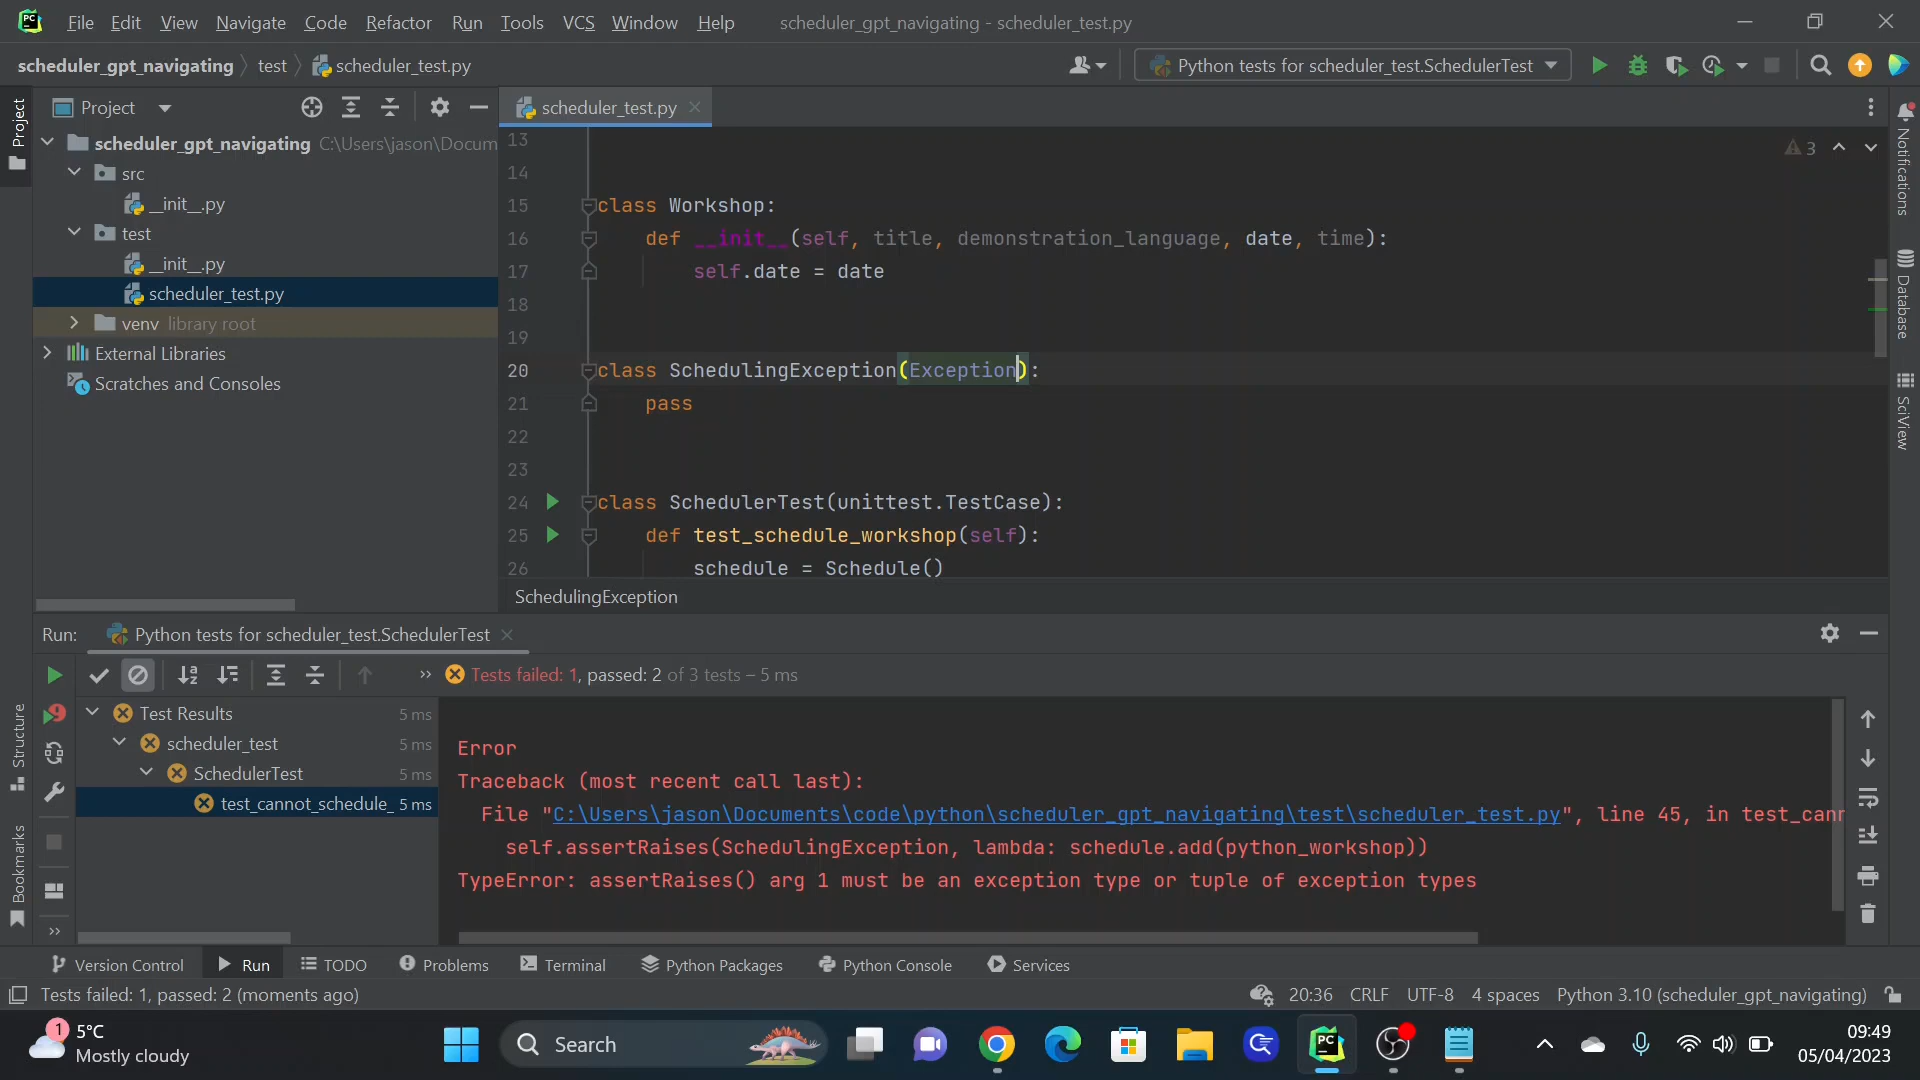 PC File Edit View Navigate Code Refactor Run Tools VCS Window Help scheduler_gpt_navigating - scheduler_test.py
scheduler_gpt_navigating test scheduler_test.py Python tests for scheduler_test.SchedulerTest
Project scheduler_test.py
scheduler_gpt_navigating C:\Users\jason\Docum
src
__init__.py
test
__init__.py
scheduler_test.py
venv library root
External Libraries
Scratches and Consoles
Project
Structure
Bookmarks
13
14
15 class Workshop:
16 def __init__(self, title, demonstration_language, date, time):
17 self.date = date
18
19
20 class SchedulingException(Exception):
21 pass
22
23
24 class SchedulerTest(unittest.TestCase):
25 def test_schedule_workshop(self):
26 schedule = Schedule()
3
SchedulingException
Notifications
Database
SciView
Run: Python tests for scheduler_test.SchedulerTest
Tests failed: 1, passed: 2 of 3 tests – 5 ms
Test Results 5 ms
scheduler_test 5 ms
SchedulerTest 5 ms
test_cannot_schedule_ 5 ms
Error
Traceback (most recent call last):
File "C:\Users\jason\Documents\code\python\scheduler_gpt_navigating\test\scheduler_test.py", line 45, in test_cann
self.assertRaises(SchedulingException, lambda: schedule.add(python_workshop))
TypeError: assertRaises() arg 1 must be an exception type or tuple of exception types
Version Control Run TODO Problems Terminal Python Packages Python Console Services
Tests failed: 1, passed: 2 (moments ago) 20:36 CRLF UTF-8 4 spaces Python 3.10 (scheduler_gpt_navigating)
1 5°C
Mostly cloudy
Search
PC
09:49
05/04/2023